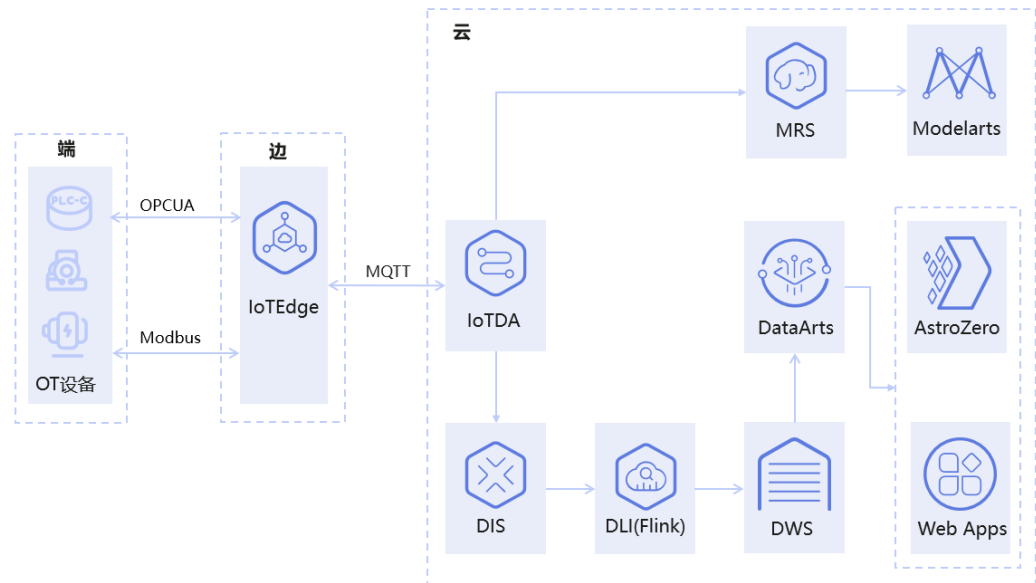 云
端
边
PLC-C
OPCUA
Modbus
OT设备
IoTEdge
MQTT
MRS
Modelarts
IoTDA
DataArts
AstroZero
DIS
DLI(Flink)
DWS
Web Apps